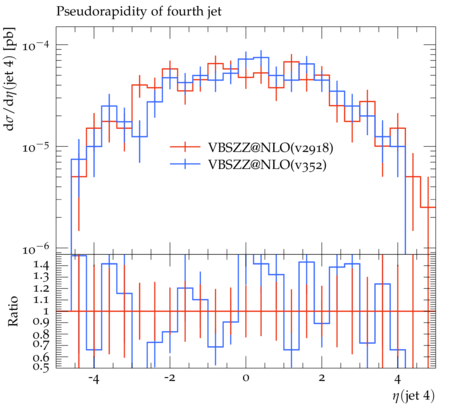 Pseudorapidity of fourth jet
dσ/dη(jet 4) [pb]
10⁻⁴
10⁻⁵
10⁻⁶
VBSZZ@NLO(v2918)
VBSZZ@NLO(v352)
Ratio
1.4
1.3
1.2
1.1
1
0.9
0.8
0.7
0.6
0.5
-4 -2 0 2 4
η(jet 4)